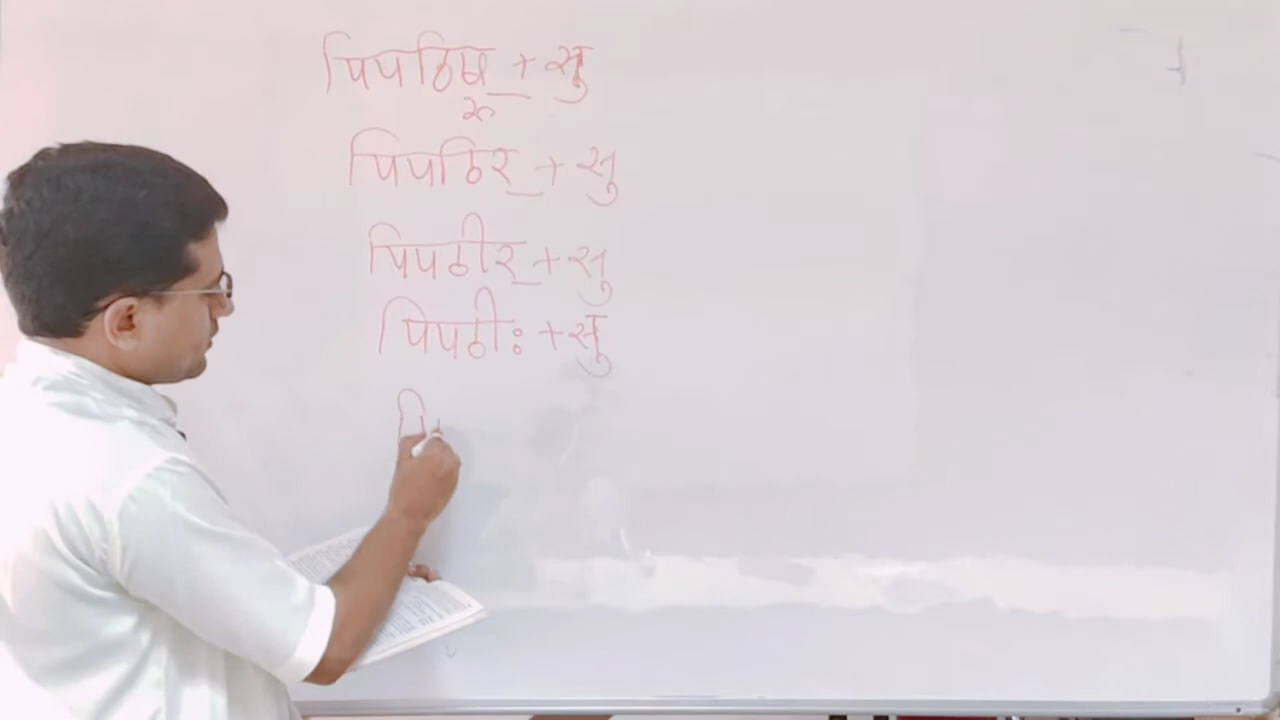 पिपठिष् + सु
रु
पिपठिर् + सु
पिपठीर् + सु
पिपठीः + सु
पि